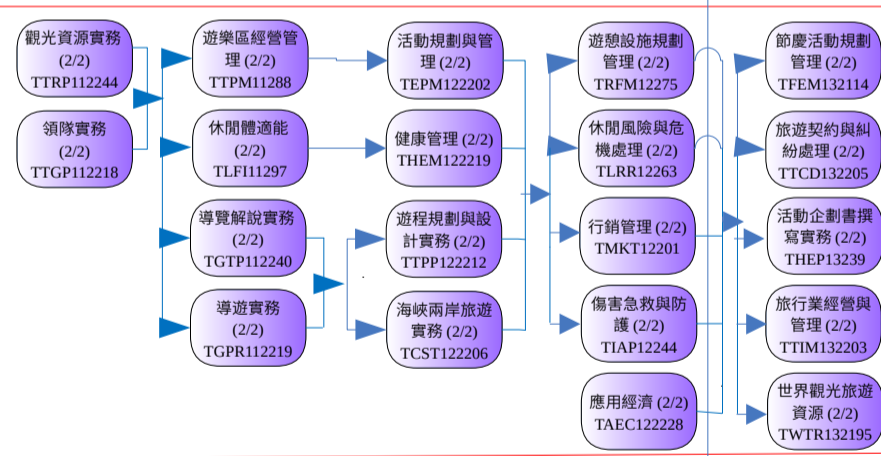 觀光資源實務
(2/2)
TTRP112244
領隊實務
(2/2)
TTGP112218
遊樂區經營管
理 (2/2)
TTPM11288
休閒體適能
(2/2)
TLFI11297
導覽解說實務
(2/2)
TGTP112240
導遊實務
(2/2)
TGPR112219
活動規劃與管
理 (2/2)
TEPM122202
健康管理 (2/2)
THEM122219
遊程規劃與設
計實務 (2/2)
TTPP122212
海峽兩岸旅遊
實務 (2/2)
TCST122206
遊憩設施規劃
管理 (2/2)
TRFM12275
休閒風險與危
機處理 (2/2)
TLRR12263
行銷管理 (2/2)
TMKT12201
傷害急救與防
護 (2/2)
TIAP12244
應用經濟 (2/2)
TAEC122228
節慶活動規劃
管理 (2/2)
TFEM132114
旅遊契約與糾
紛處理 (2/2)
TTCD132205
活動企劃書撰
寫實務 (2/2)
THEP13239
旅行業經營與
管理 (2/2)
TTIM132203
世界觀光旅遊
資源 (2/2)
TWTR132195